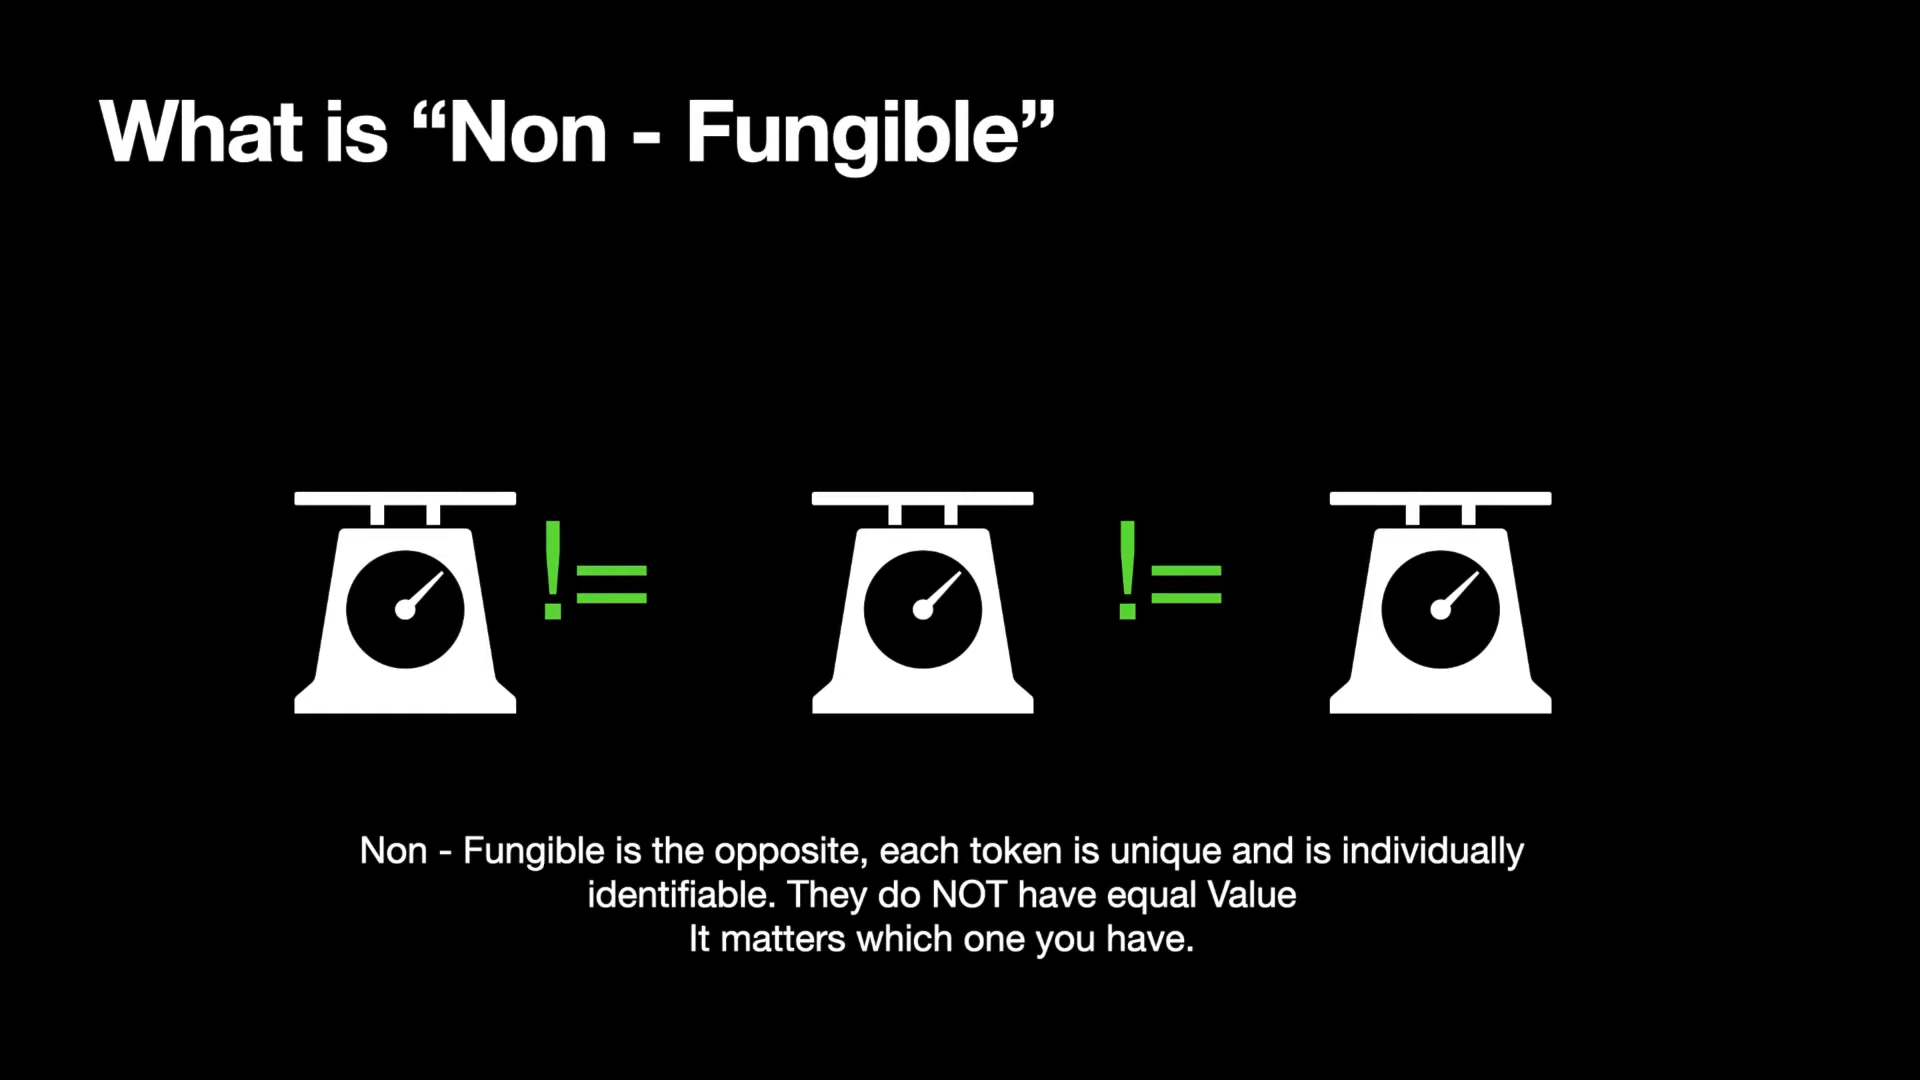 What is “Non - Fungible”
!= !=
Non - Fungible is the opposite, each token is unique and is individually
identifiable. They do NOT have equal Value
It matters which one you have.